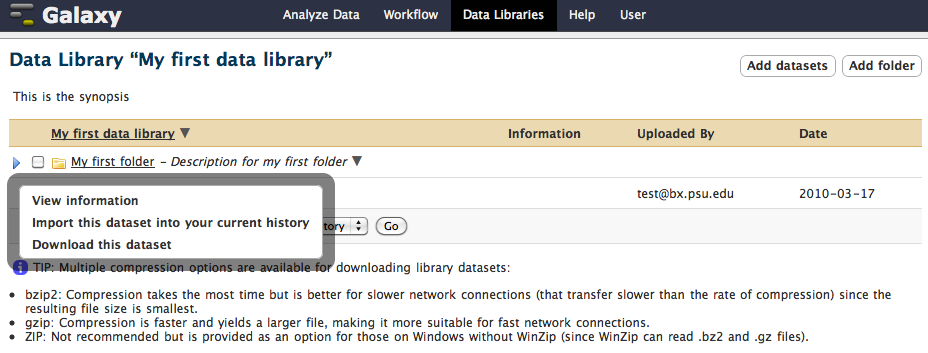 Galaxy
Analyze Data Workflow Data Libraries Help User
Data Library “My first data library”
Add datasets Add folder
This is the synopsis
My first data library ▼ Information Uploaded By Date
My first folder – Description for my first folder ▼
View information
test@bx.psu.edu 2010-03-17
Import this dataset into your current history
tory Go
Download this dataset
TIP: Multiple compression options are available for downloading library datasets:
• bzip2: Compression takes the most time but is better for slower network connections (that transfer slower than the rate of compression) since the
resulting file size is smallest.
• gzip: Compression is faster and yields a larger file, making it more suitable for fast network connections.
• ZIP: Not recommended but is provided as an option for those on Windows without WinZip (since WinZip can read .bz2 and .gz files).